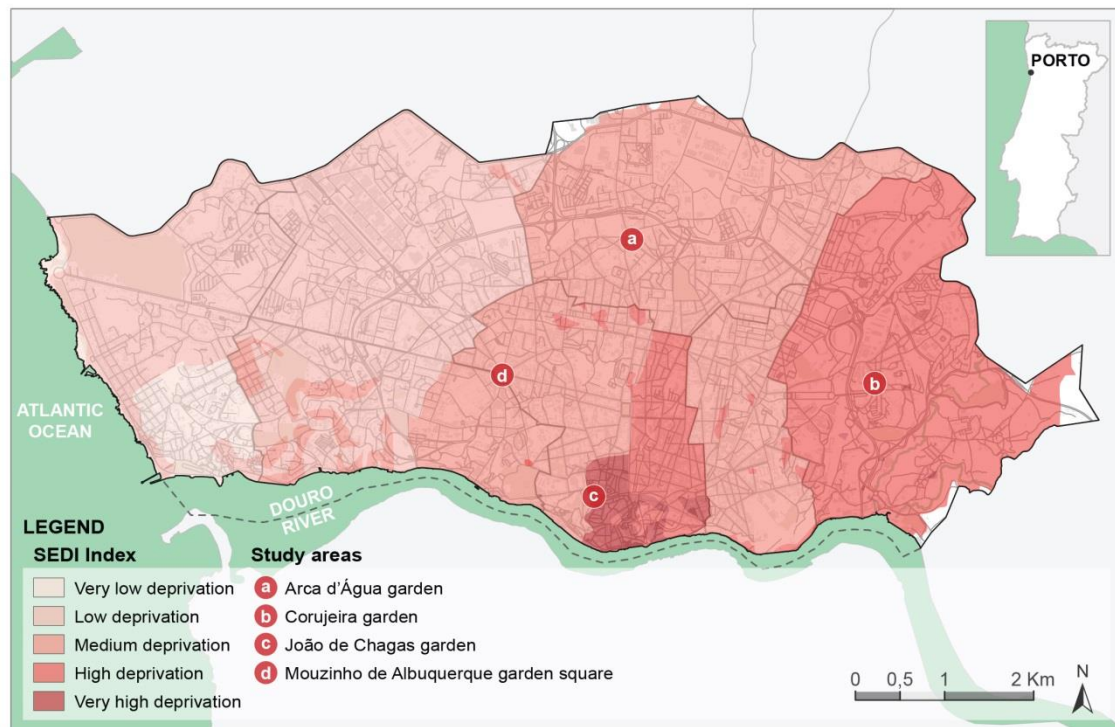 PORTO
a
d
b
c
ATLANTIC
OCEAN
DOURO
RIVER
LEGEND
SEDI Index
Very low deprivation
Low deprivation
Medium deprivation
High deprivation
Very high deprivation
Study areas
a Arca d’Água garden
b Corujeira garden
c João de Chagas garden
d Mouzinho de Albuquerque garden square
0 0,5 1 2 Km
N